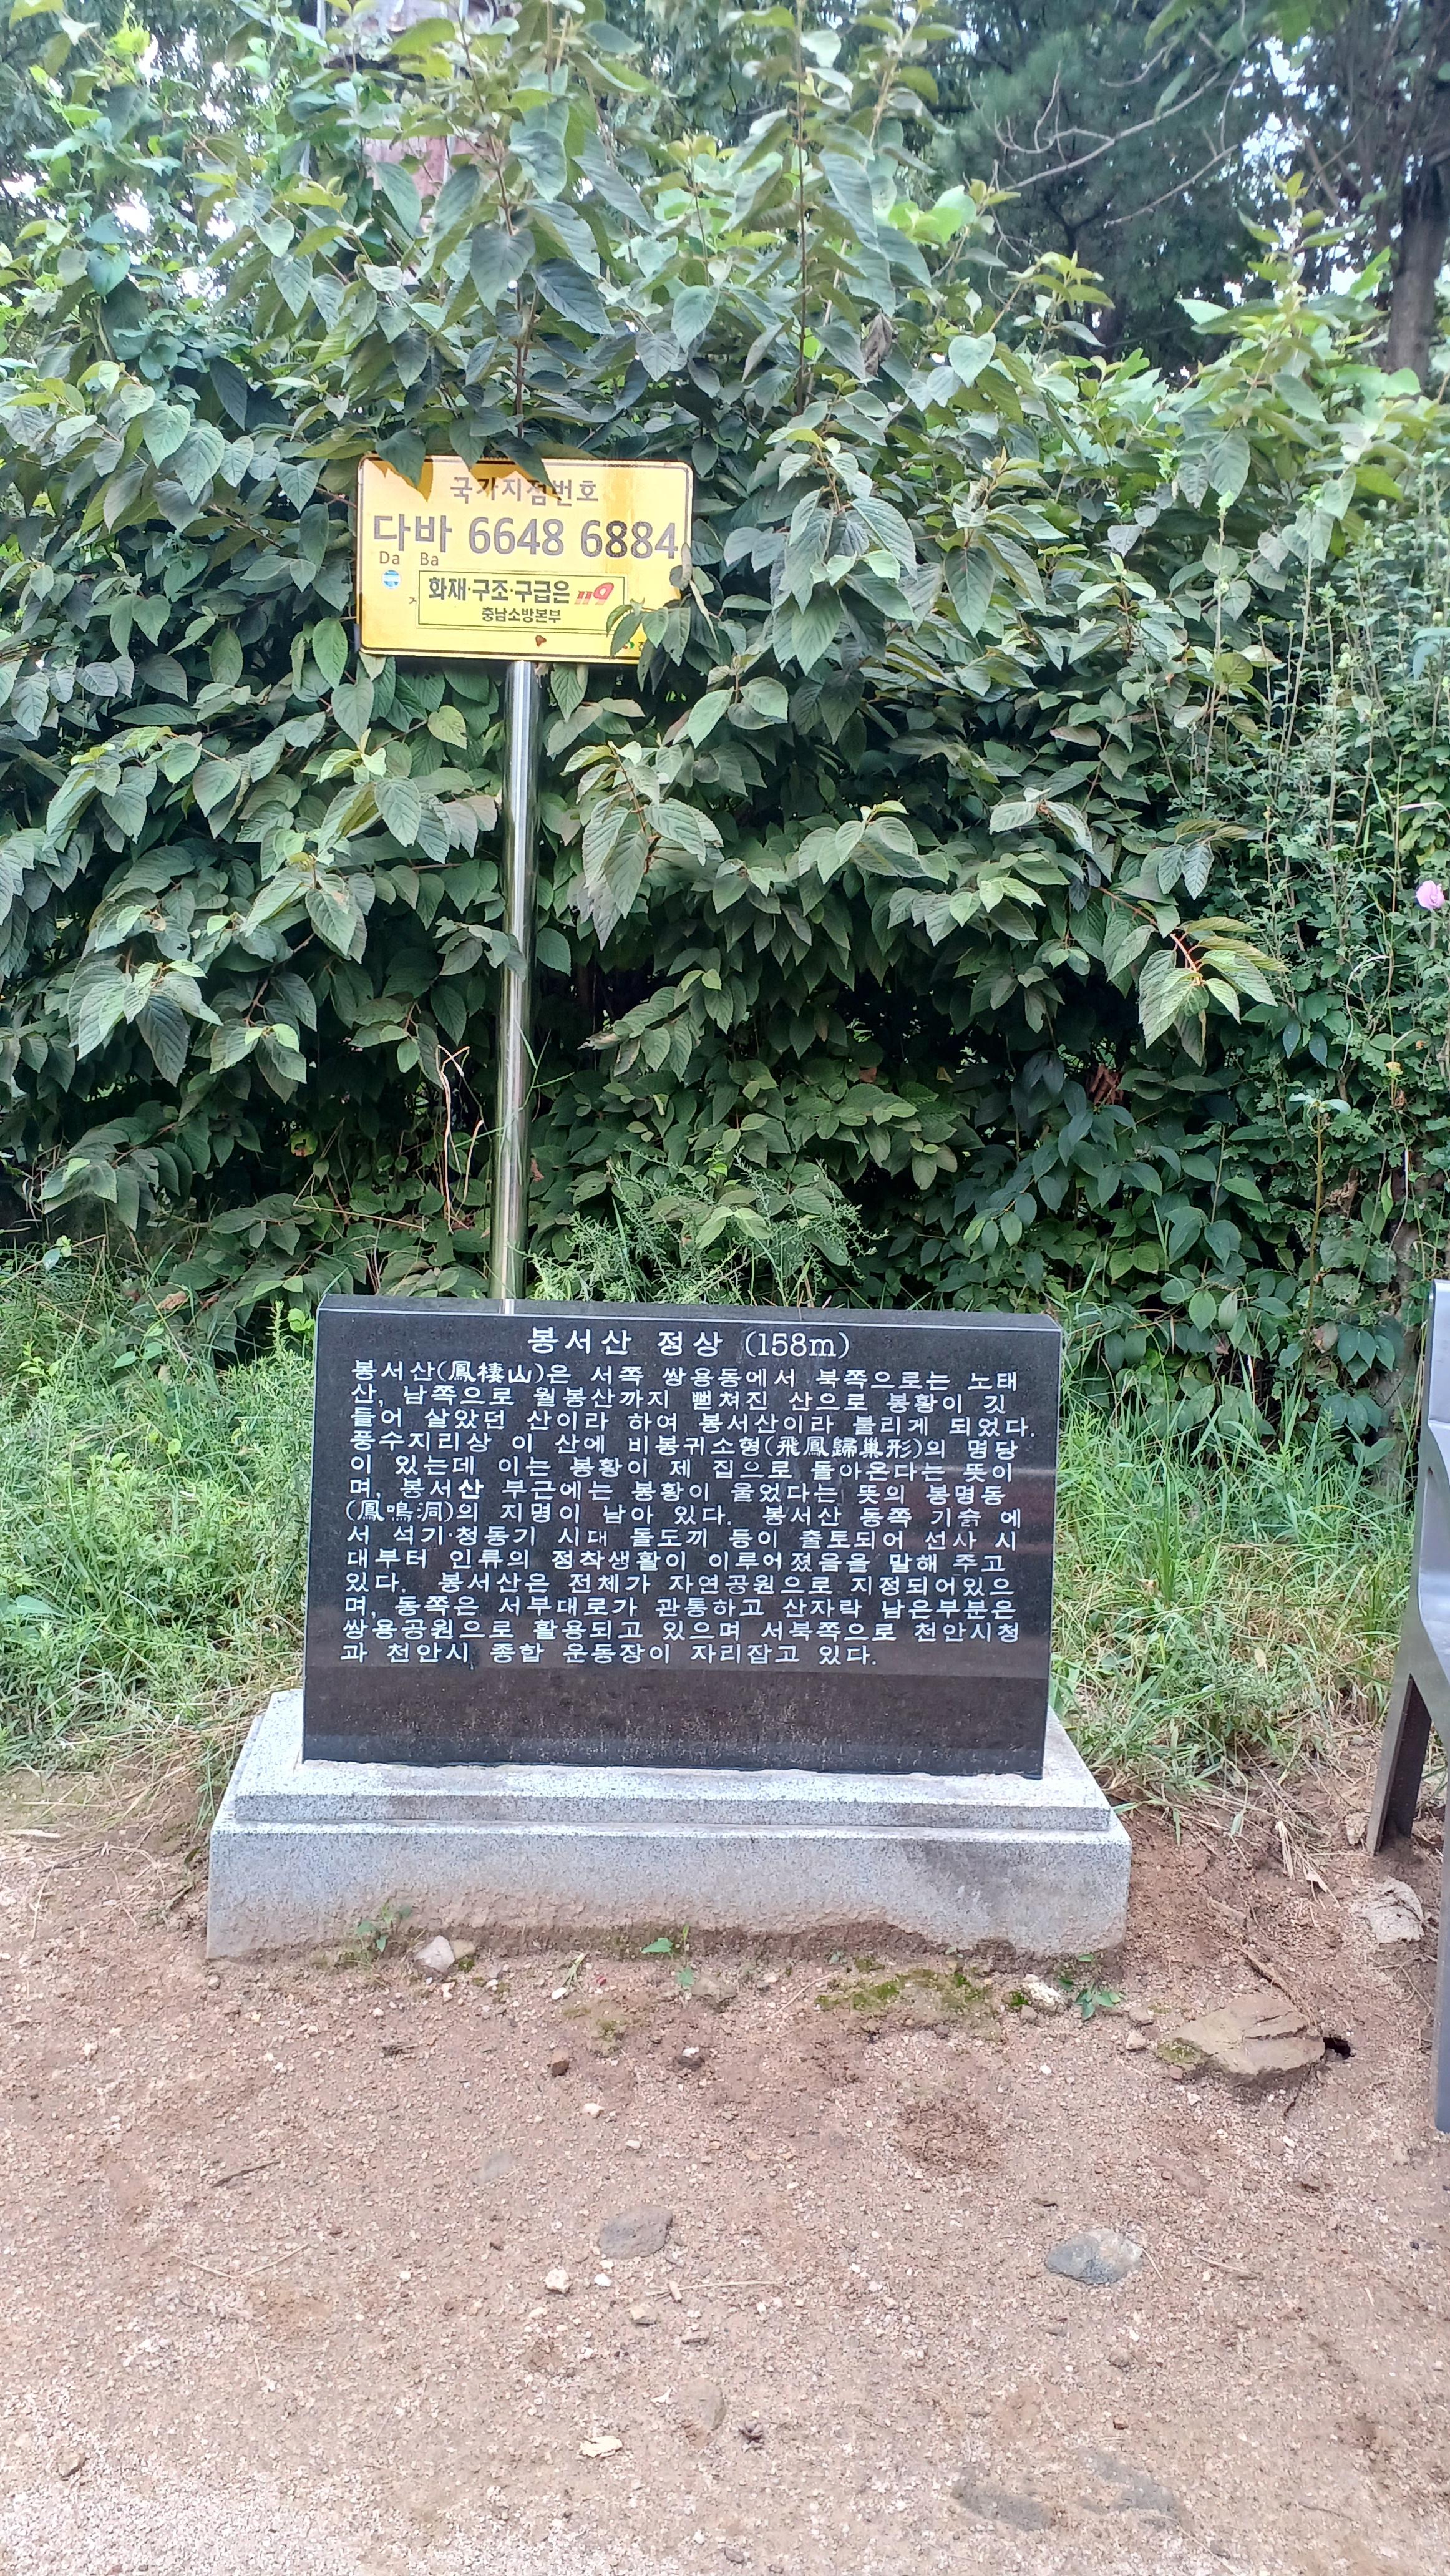 국가지점번호
다바 6648 6884
Da Ba
화재·구조·구급은 119
충남소방본부
봉서산 정상 (158m)
봉서산(鳳棲山)은 서쪽 쌍용동에서 북쪽으로는 노태
산, 남쪽으로 월봉산까지 뻗쳐진 산으로 봉황이 깃
들어 살았던 산이라 하여 봉서산이라 불리게 되었다.
풍수지리상 이 산에 비봉귀소형(飛鳳歸巢形)의 명당
이 있는데 이는 봉황이 제 집으로 돌아온다는 뜻이
며, 봉서산 부근에는 봉황이 울었다는 뜻의 봉명동
(鳳鳴洞)의 지명이 남아 있다. 봉서산 동쪽 기슭 에
서 석기·청동기 시대 돌도끼 등이 출토되어 선사 시
대부터 인류의 정착생활이 이루어졌음을 말해 주고
있다. 봉서산은 전체가 자연공원으로 지정되어있으
며, 동쪽은 서부대로가 관통하고 산자락 남은부분은
쌍용공원으로 활용되고 있으며 서북쪽으로 천안시청
과 천안시 종합 운동장이 자리잡고 있다.